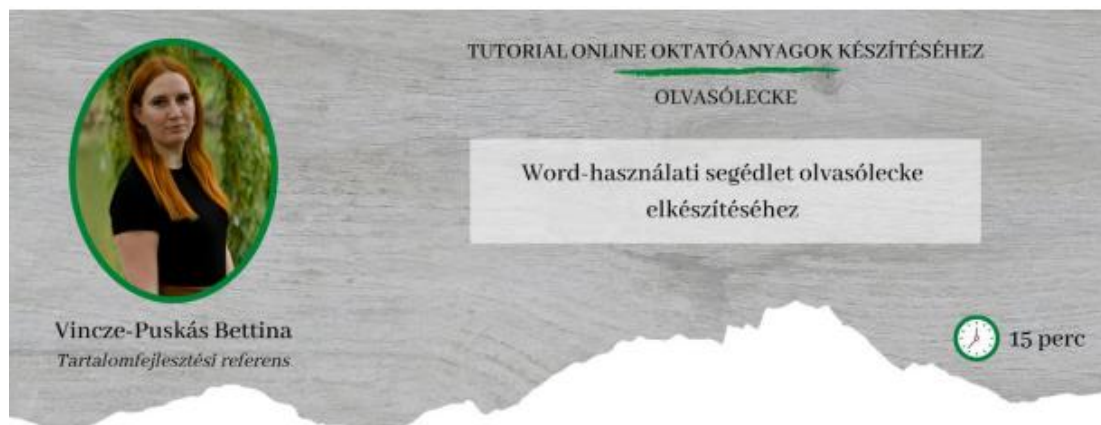 TUTORIAL ONLINE OKTATÓANYAGOK KÉSZÍTÉSÉHEZ
OLVASÓLECKE
Word-használati segédlet olvasólecke
elkészítéséhez
Vincze-Puskás Bettina
Tartalomfejlesztési referens
15 perc